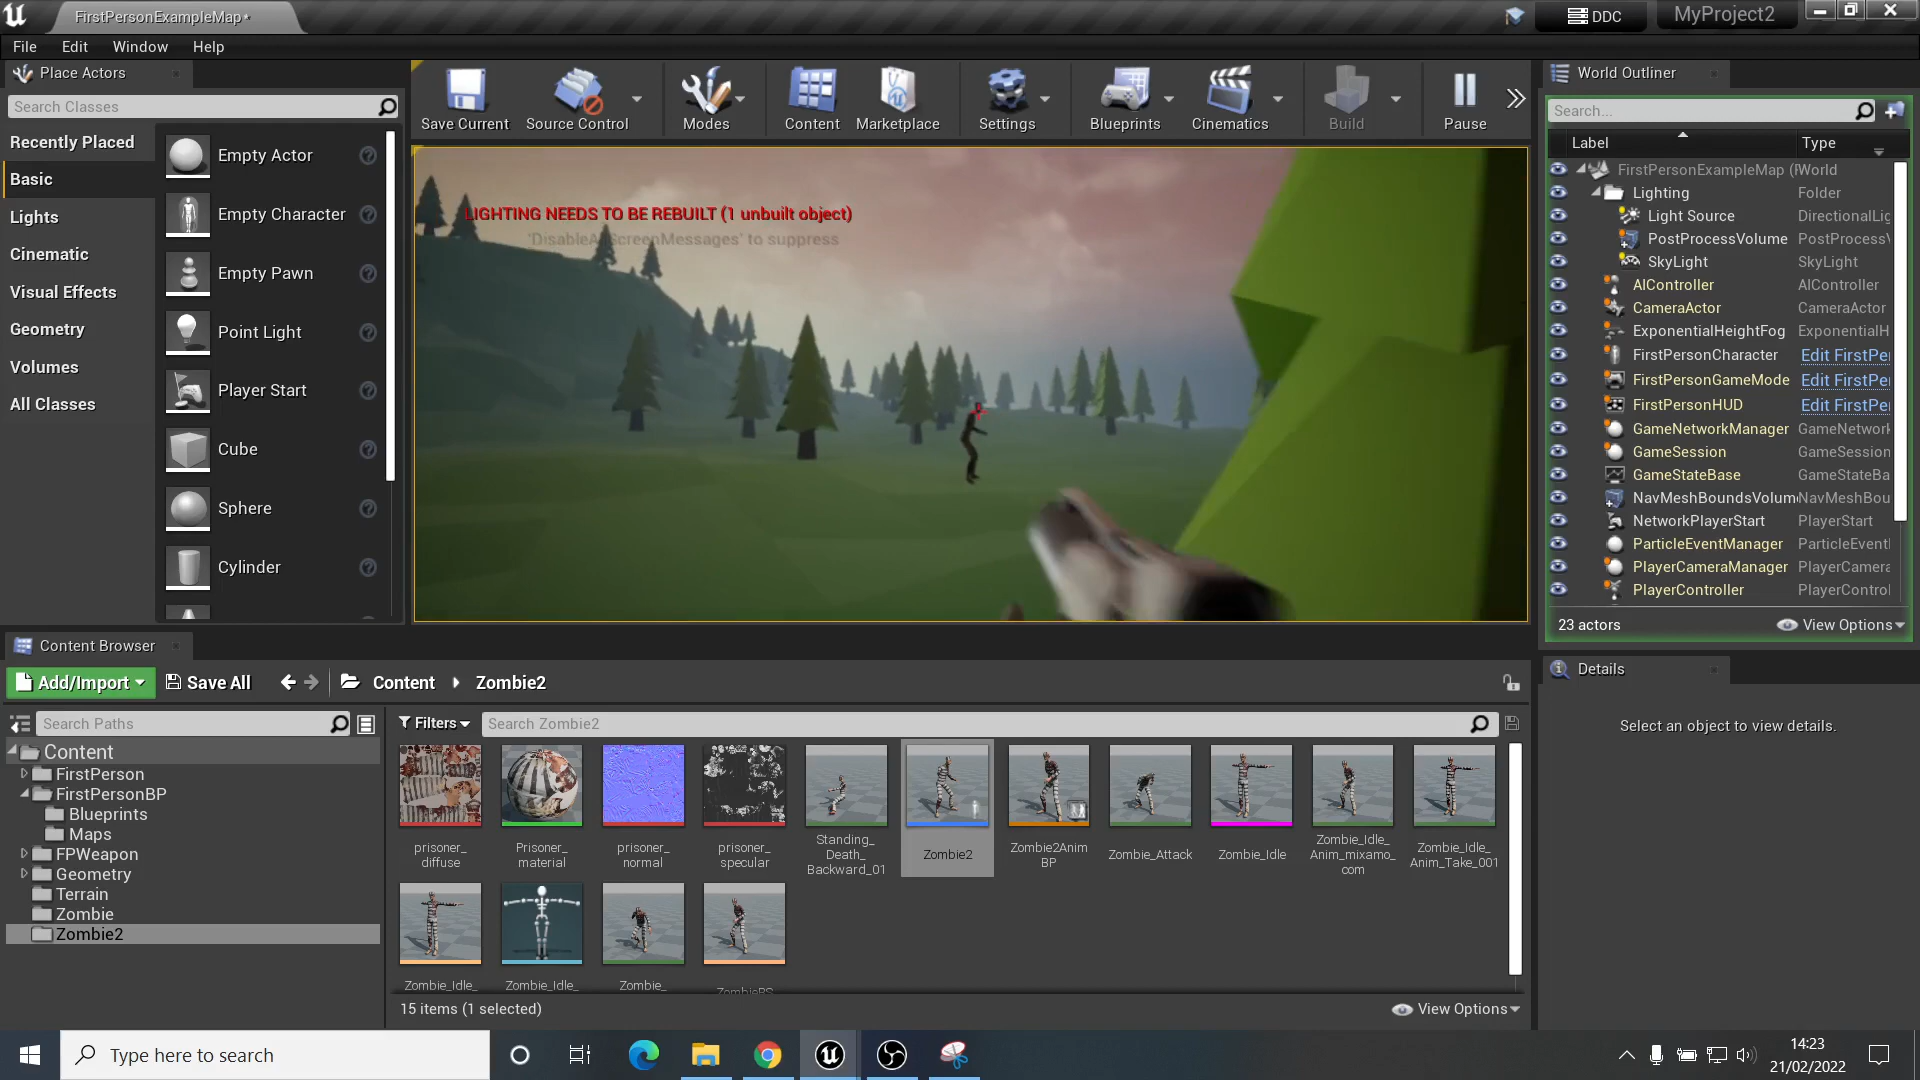 FirstPersonExampleMap*
DDC
MyProject2
File Edit Window Help
Place Actors
Search Classes
Recently Placed
Basic
Lights
Cinematic
Visual Effects
Geometry
Volumes
All Classes
Empty Actor
Empty Character
Empty Pawn
Point Light
Player Start
Cube
Sphere
Cylinder
Save Current
Source Control
Modes
Content
Marketplace
Settings
Blueprints
Cinematics
Build
Pause
LIGHTING NEEDS TO BE REBUILT (1 unbuilt object)
'DisableAllScreenMessages' to suppress
World Outliner
Search...
Label Type
FirstPersonExampleMap ( World
Lighting Folder
Light Source DirectionalLig
PostProcessVolume PostProcessV
SkyLight SkyLight
AIController AIController
CameraActor CameraActor
ExponentialHeightFog ExponentialH
FirstPersonCharacter Edit FirstPer
FirstPersonGameMode Edit FirstPer
FirstPersonHUD Edit FirstPer
GameNetworkManager GameNetwork
GameSession GameSession
GameStateBase GameStateBa
NavMeshBoundsVolum NavMeshBou
NetworkPlayerStart PlayerStart
ParticleEventManager ParticleEventM
PlayerCameraManager PlayerCamera
PlayerController PlayerControl
23 actors
View Options
Details
Select an object to view details.
Content Browser
Add/Import
Save All
Content
Zombie2
Search Paths
Filters
Search Zombie2
Content
FirstPerson
FirstPersonBP
Blueprints
Maps
FPWeapon
Geometry
Terrain
Zombie
Zombie2
prisoner_
diffuse
Prisoner_
material
prisoner_
normal
prisoner_
specular
Standing_
Death_
Backward_01
Zombie2
Zombie2Anim
BP
Zombie_Attack
Zombie_Idle
Zombie_Idle_
Anim_mixamo_
com
Zombie_Idle_
Anim_Take_001
Zombie_Idle_
Zombie_Idle_
Zombie_
ZombieBS
15 items (1 selected)
View Options
Type here to search
14:23
21/02/2022